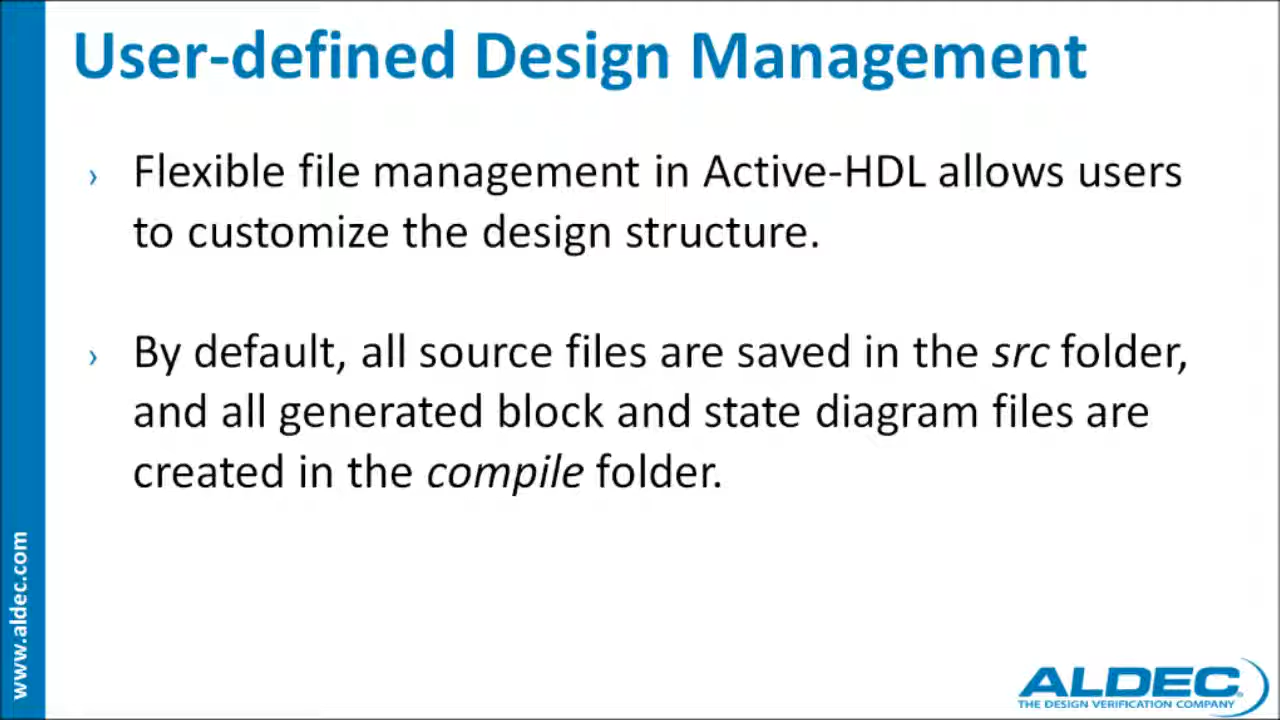 User-defined Design Management
› Flexible file management in Active-HDL allows users
to customize the design structure.
› By default, all source files are saved in the src folder,
and all generated block and state diagram files are
created in the compile folder.
www.aldec.com
ALDEC
THE DESIGN VERIFICATION COMPANY